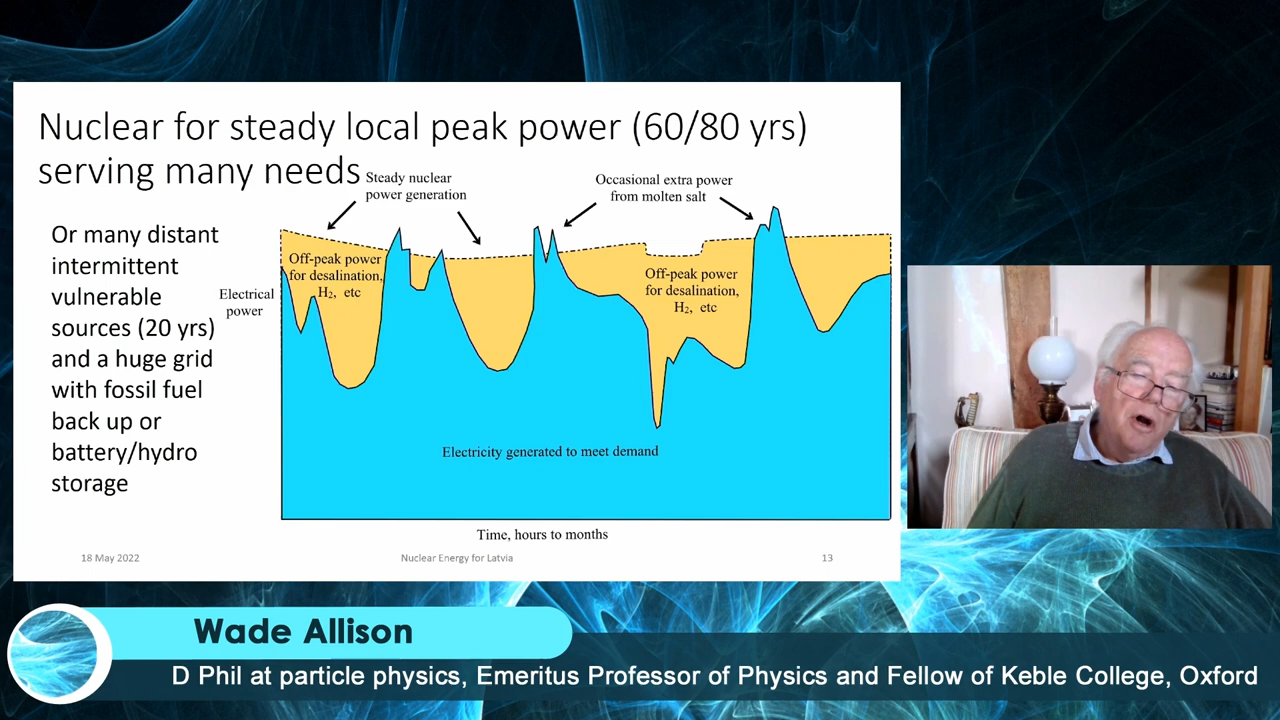 Nuclear for steady local peak power (60/80 yrs)
serving many needs
Steady nuclear
power generation
Occasional extra power
from molten salt
Or many distant
intermittent
vulnerable
sources (20 yrs)
and a huge grid
with fossil fuel
back up or
battery/hydro
storage
Electrical
power
Off-peak power
for desalination,
H₂, etc
Off-peak power
for desalination,
H₂, etc
Electricity generated to meet demand
Time, hours to months
18 May 2022
Nuclear Energy for Latvia
13
Wade Allison
D Phil at particle physics, Emeritus Professor of Physics and Fellow of Keble College, Oxford